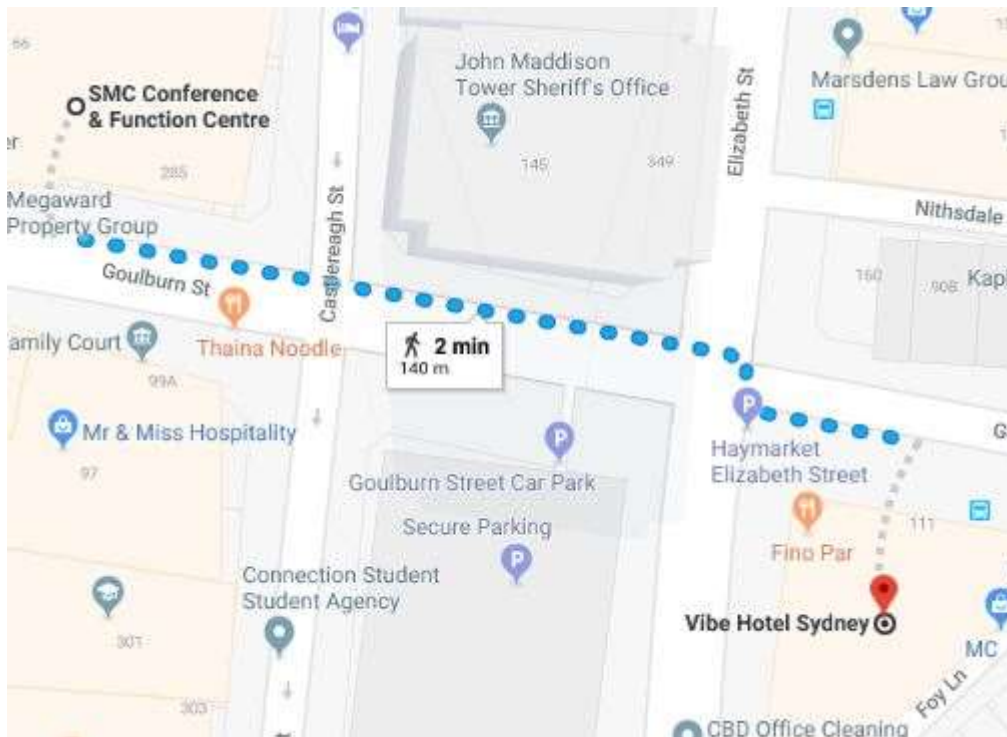 66
SMC Conference
& Function Centre
er
285
Megaward
Property Group
Goulburn St
Castlereagh St
John Maddison
Tower Sheriff's Office
145
349
Elizabeth St
Marsdens Law Grou
Nithsdale
160
Kapl
Thaina Noodle
amily Court
99A
2 min
140 m
Mr & Miss Hospitality
97
P
Haymarket
Elizabeth Street
G
P
Goulburn Street Car Park
Secure Parking
P
111
Fino Par
Connection Student
Student Agency
301
303
Vibe Hotel Sydney
MC
Foy Ln
CBD Office Cleaning